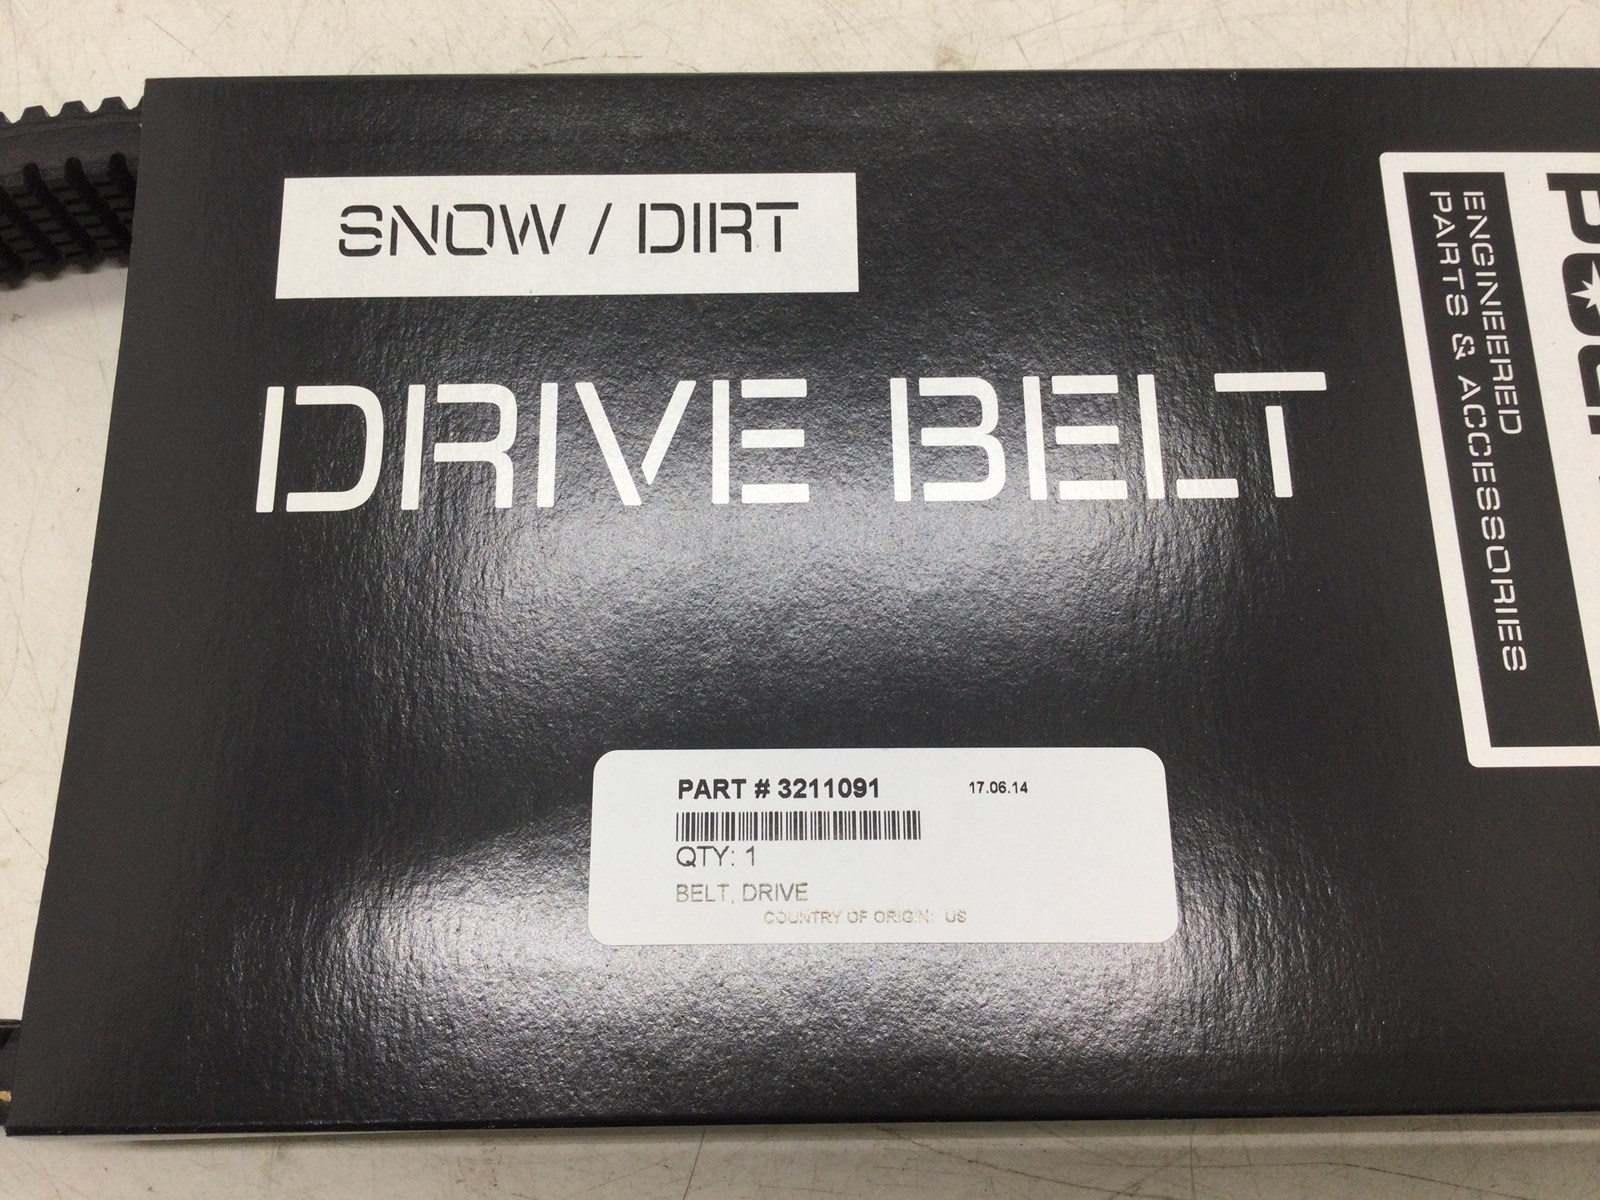 SNOW / DIRT
DRIVE BELT
ENGINEERED
PARTS & ACCESSORIES
PART # 3211091
17.06.14
QTY: 1
BELT, DRIVE
COUNTRY OF ORIGIN: US